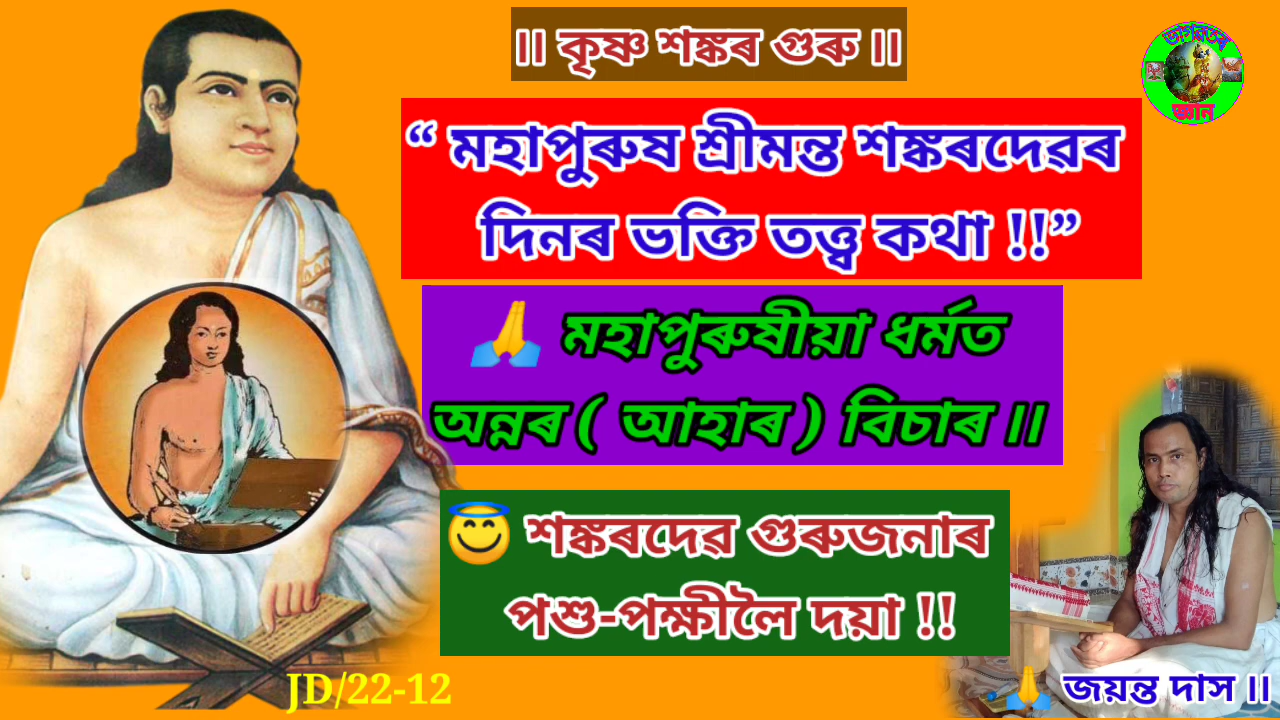 ।। কৃষ্ণ শঙ্কৰ গুৰু ।।
ভাগৱতৰ
জ্ঞান
“ মহাপুৰুষ শ্ৰীমন্ত শঙ্কৰদেৱৰ
দিনৰ ভক্তি তত্ত্ব কথা !!”
🙏 মহাপুৰুষীয়া ধৰ্মত
অন্নৰ ( আহাৰ ) বিচাৰ ।।
😇 শঙ্কৰদেৱ গুৰুজনাৰ
পশু-পক্ষীলৈ দয়া !!
JD/22-12
🙏 জয়ন্ত দাস ।।